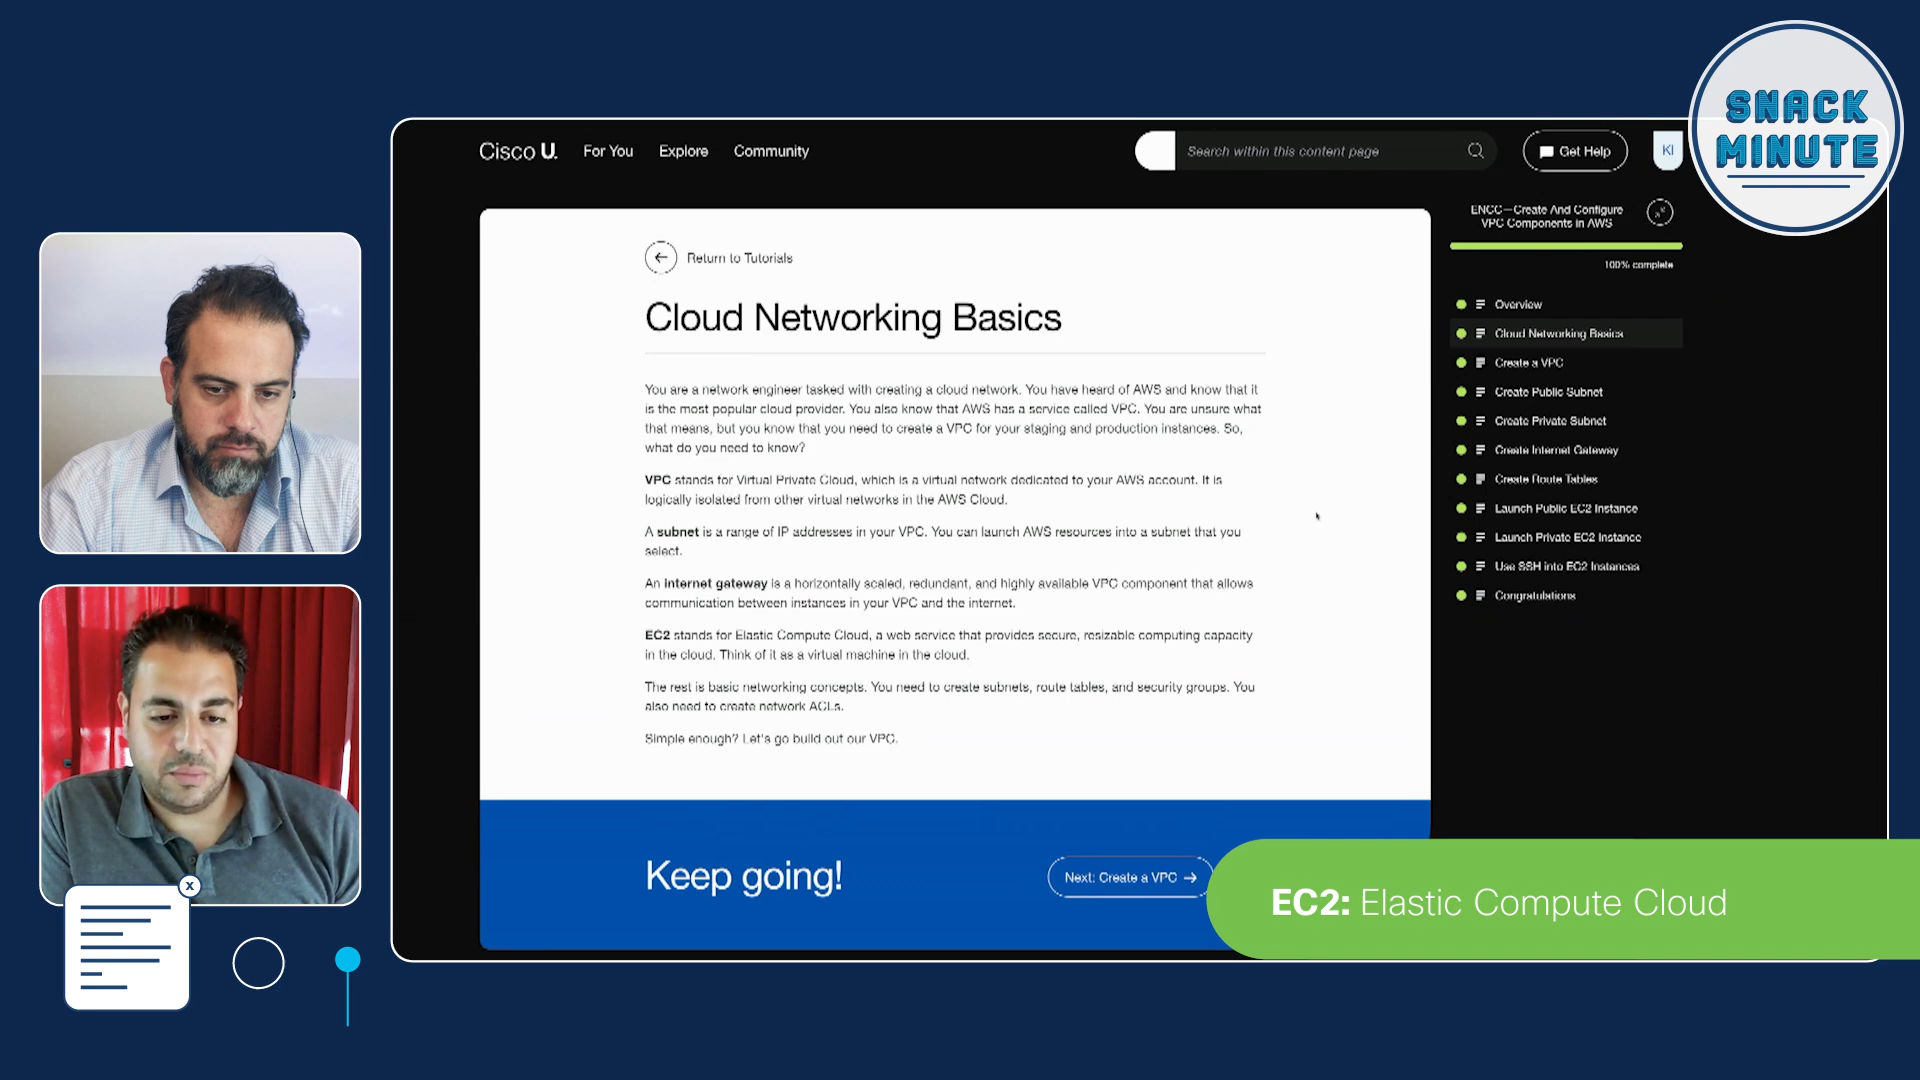 SNACK
MINUTE
Cisco U.
For You
Explore
Community
Search within this content page
Get Help
KI
ENCC—Create And Configure
VPC Components in AWS
100% complete
Return to Tutorials
Cloud Networking Basics
You are a network engineer tasked with creating a cloud network. You have heard of AWS and know that it
is the most popular cloud provider. You also know that AWS has a service called VPC. You are unsure what
that means, but you know that you need to create a VPC for your staging and production instances. So,
what do you need to know?
VPC stands for Virtual Private Cloud, which is a virtual network dedicated to your AWS account. It is
logically isolated from other virtual networks in the AWS Cloud.
A subnet is a range of IP addresses in your VPC. You can launch AWS resources into a subnet that you
select.
An internet gateway is a horizontally scaled, redundant, and highly available VPC component that allows
communication between instances in your VPC and the internet.
EC2 stands for Elastic Compute Cloud, a web service that provides secure, resizable computing capacity
in the cloud. Think of it as a virtual machine in the cloud.
The rest is basic networking concepts. You need to create subnets, route tables, and security groups. You
also need to create network ACLs.
Simple enough? Let's go build out our VPC.
Overview
Cloud Networking Basics
Create a VPC
Create Public Subnet
Create Private Subnet
Create Internet Gateway
Create Route Tables
Launch Public EC2 Instance
Launch Private EC2 Instance
Use SSH into EC2 Instances
Congratulations
Keep going!
Next: Create a VPC →
EC2: Elastic Compute Cloud
x